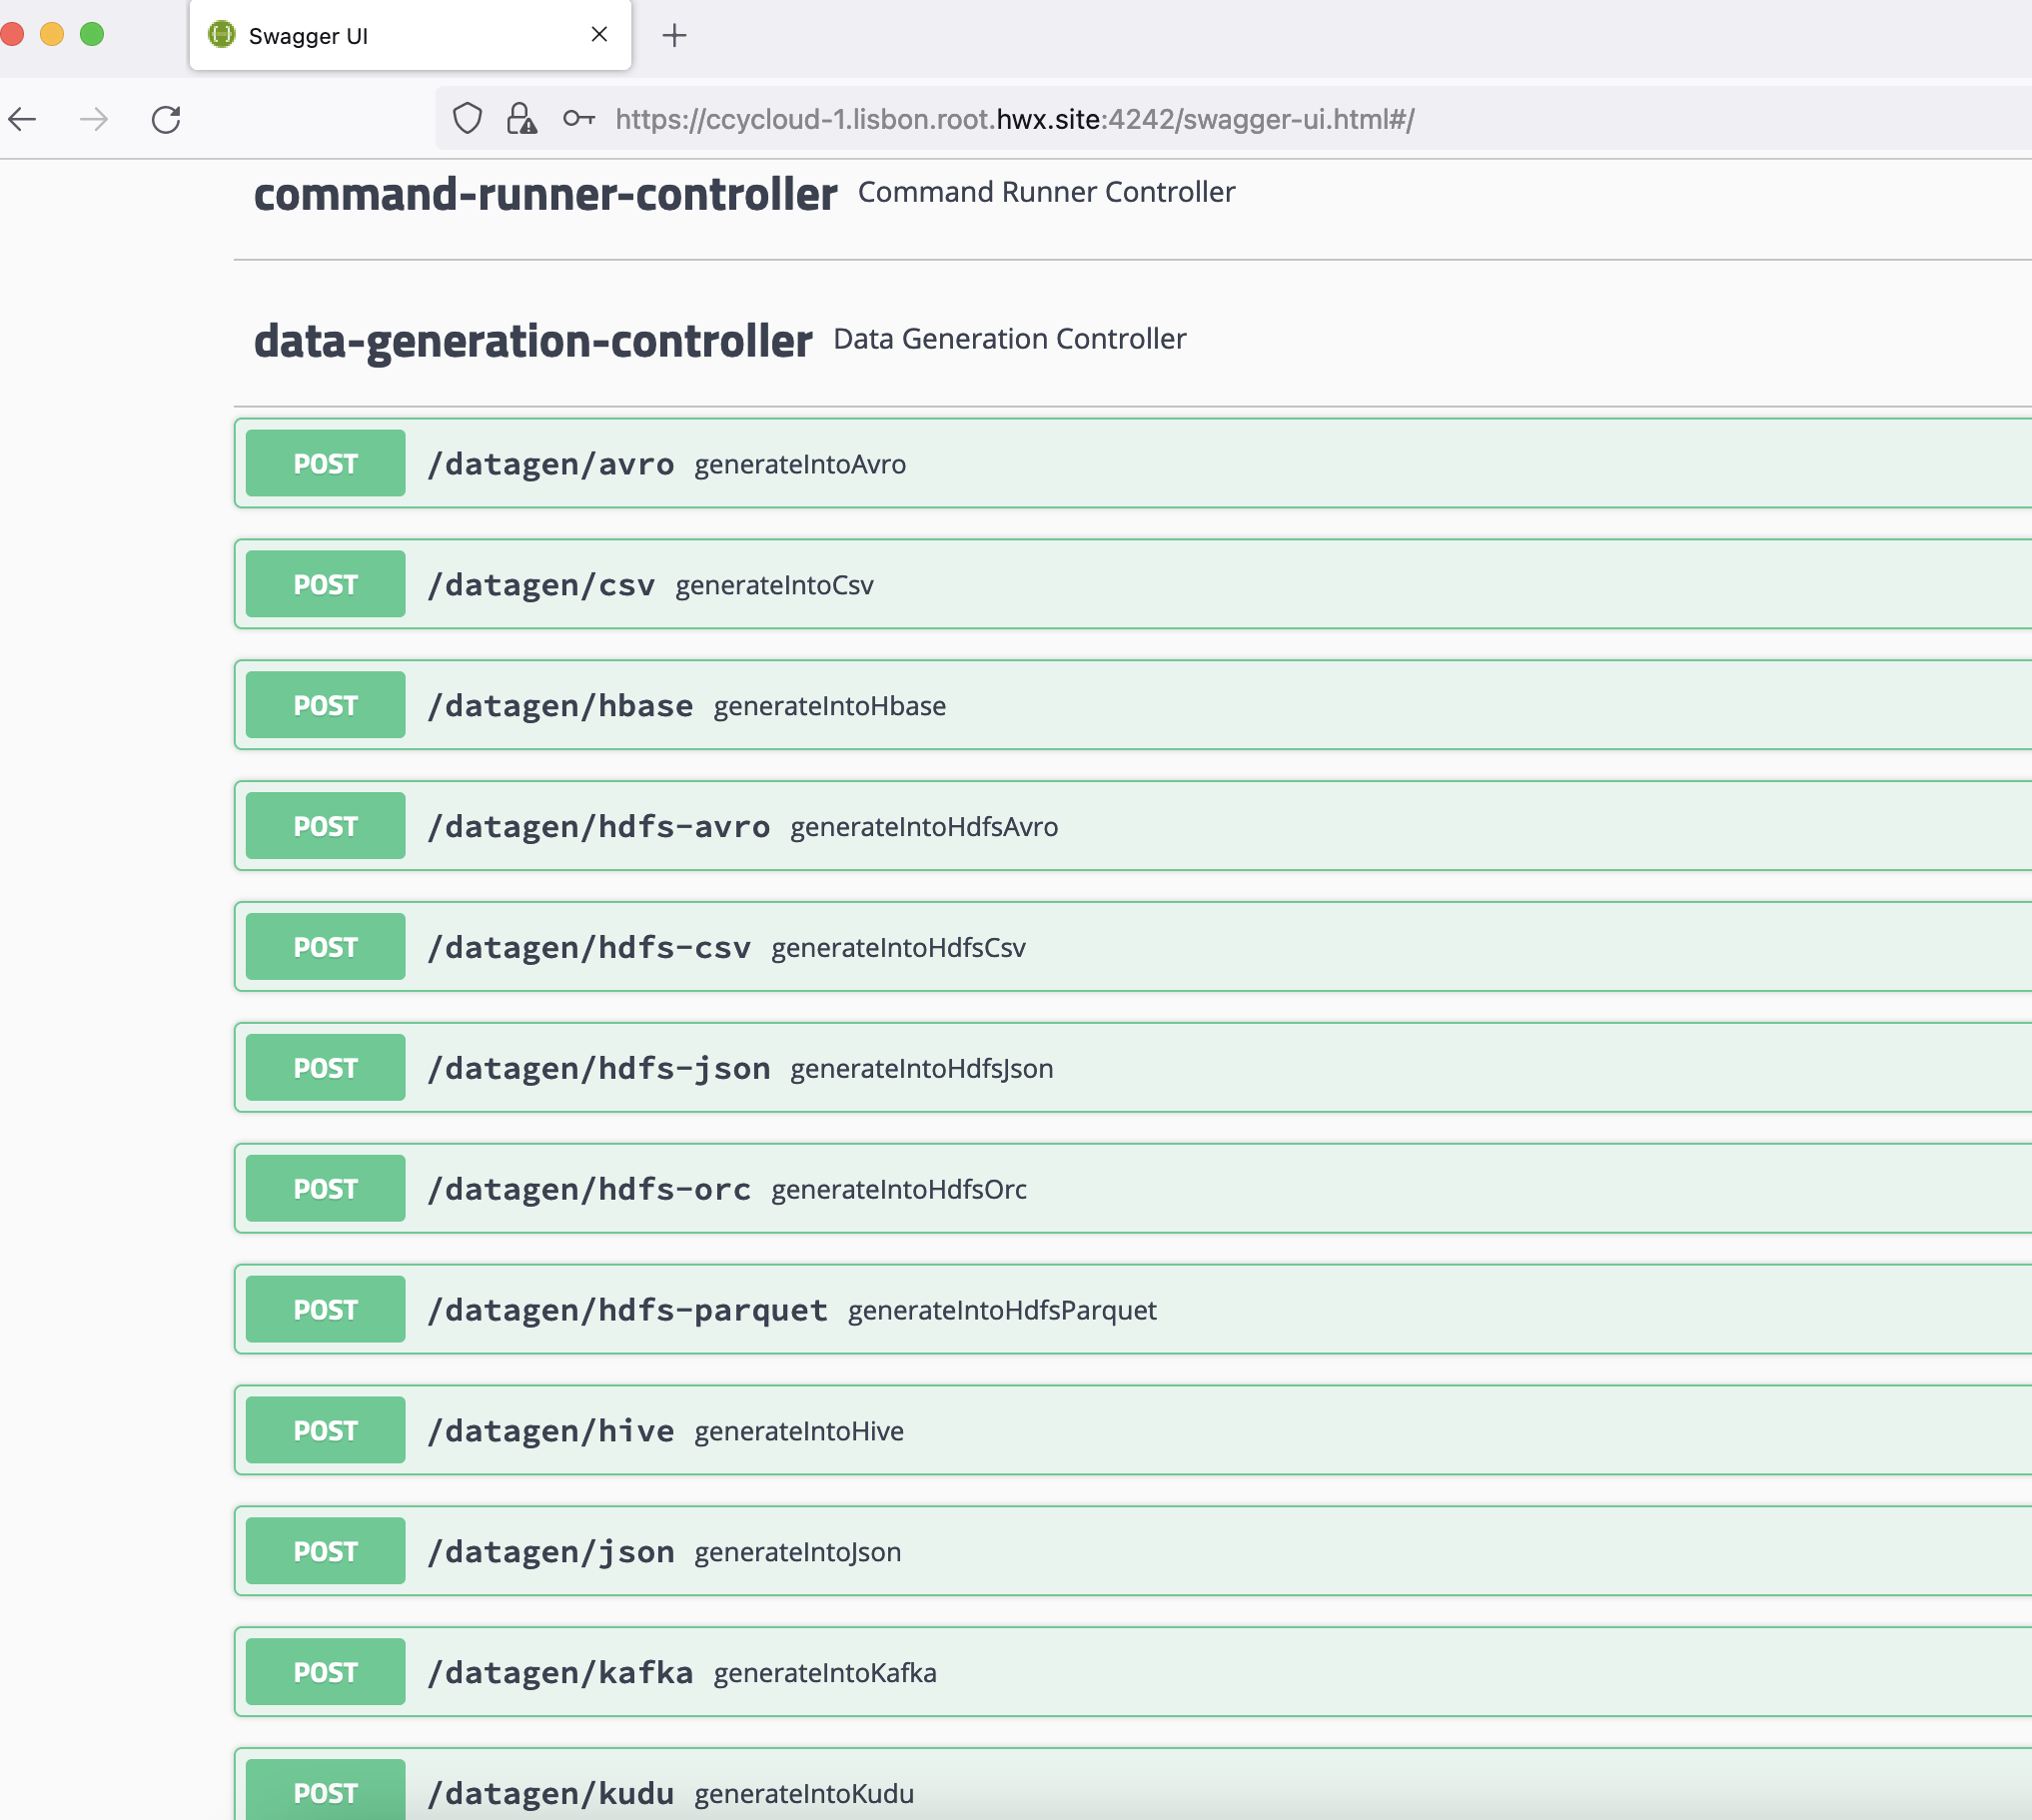 Swagger UI
https://ccycloud-1.lisbon.root.hwx.site:4242/swagger-ui.html#/
command-runner-controller Command Runner Controller
data-generation-controller Data Generation Controller
POST /datagen/avro generateIntoAvro
POST /datagen/csv generateIntoCsv
POST /datagen/hbase generateIntoHbase
POST /datagen/hdfs-avro generateIntoHdfsAvro
POST /datagen/hdfs-csv generateIntoHdfsCsv
POST /datagen/hdfs-json generateIntoHdfsJson
POST /datagen/hdfs-orc generateIntoHdfsOrc
POST /datagen/hdfs-parquet generateIntoHdfsParquet
POST /datagen/hive generateIntoHive
POST /datagen/json generateIntoJson
POST /datagen/kafka generateIntoKafka
POST /datagen/kudu generateIntoKudu